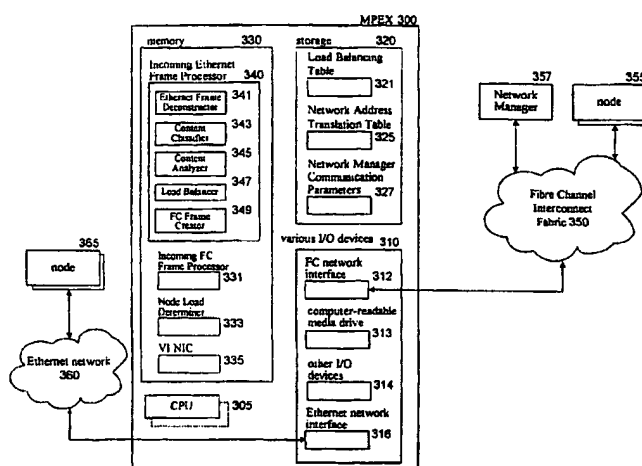 MPEX 300
memory 330
Incoming Ethernet
Frame Processor 340
Ethernet Frame
Deconstructor 341
Content
Classifier 343
Content
Analyzer 345
Load Balancer 347
FC Frame
Creator 349
Incoming FC
Frame Processor
331
Node Load
Determiner
333
VI NIC
335
CPU 305
storage 320
Load Balancing
Table
321
Network Address
Translation Table
325
Network Manager
Communication
Parameters
327
various I/O devices 310
FC network
interface
312
computer-readable
media drive
313
other I/O
devices
314
Ethernet network
interface
316
357
Network
Manager
355
node
Fibre Channel
Interconnect
Fabric 350
365
node
Ethernet network
360